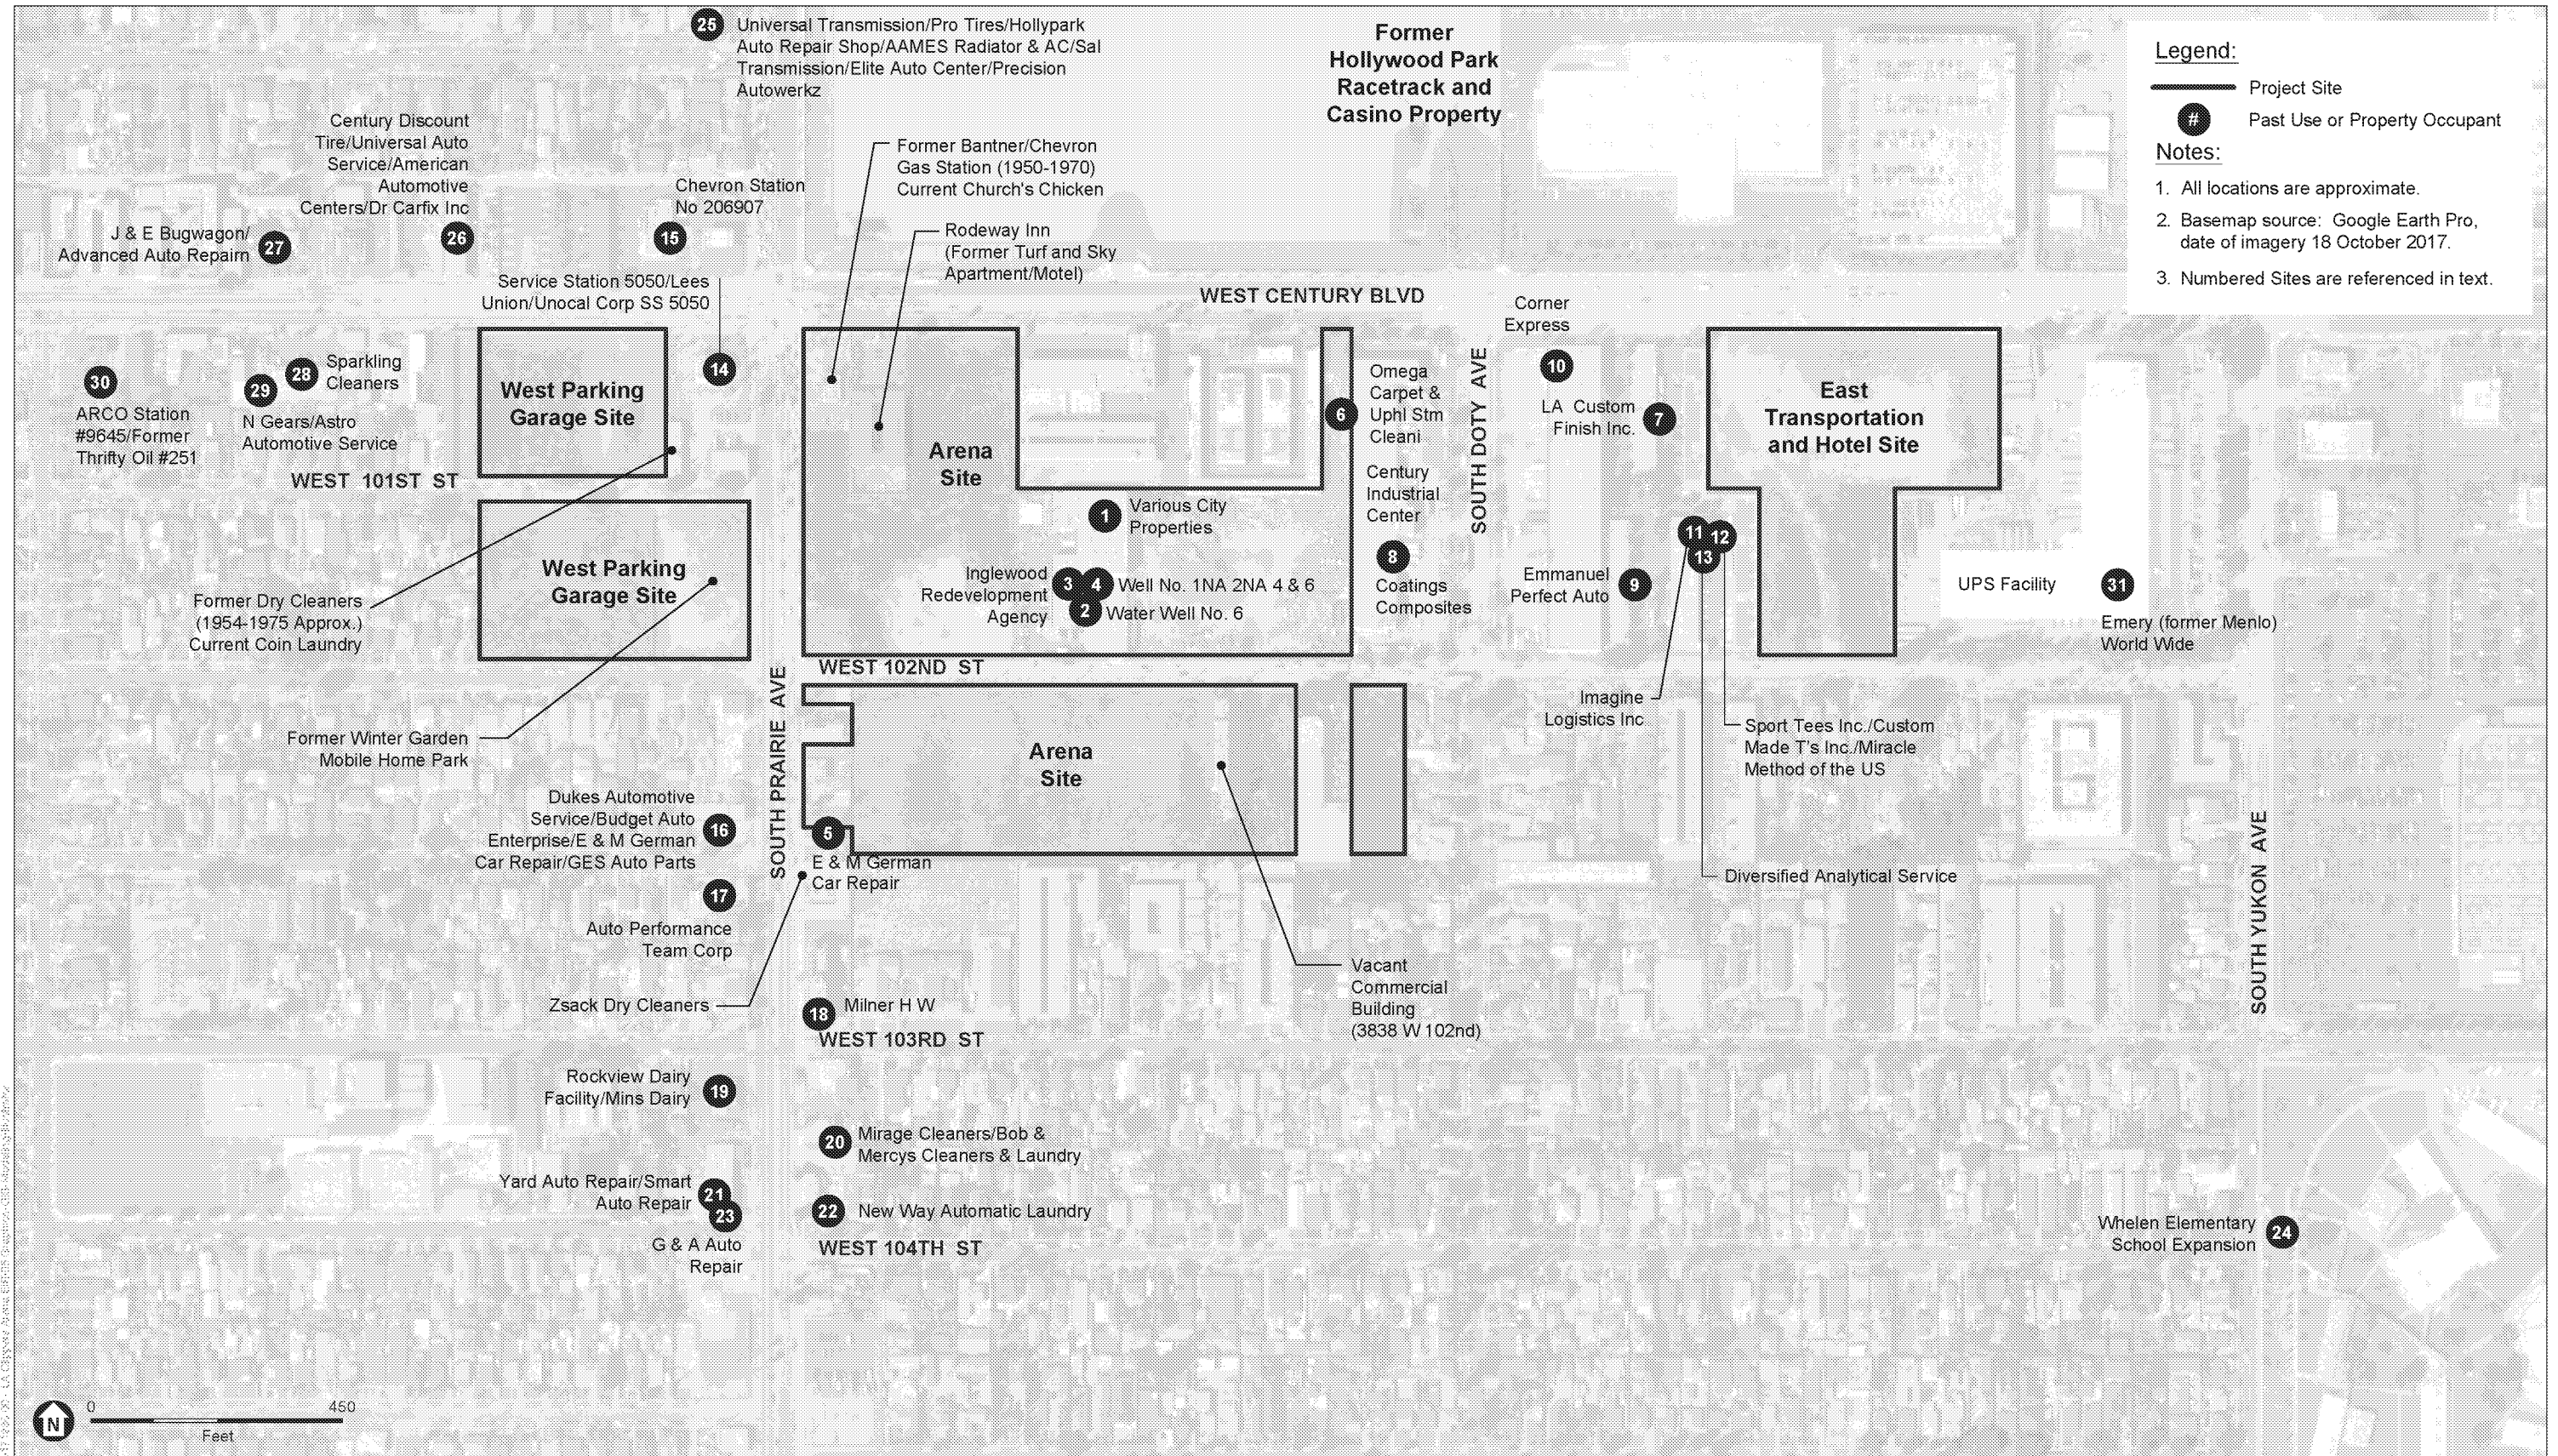 25
Universal Transmission/Pro Tires/Hollypark
Auto Repair Shop/AAMES Radiator & AC/Sal
Transmission/Elite Auto Center/Precision
Autowerkz
Former
Hollywood Park
Racetrack and
Casino Property
Legend:
Project Site
#
Past Use or Property Occupant
Notes:
1. All locations are approximate.
2. Basemap source: Google Earth Pro,
date of imagery 18 October 2017.
3. Numbered Sites are referenced in text.
Century Discount
Tire/Universal Auto
Service/American
Automotive
Centers/Dr Carfix Inc
26
J & E Bugwagon/
Advanced Auto Repairn
27
Chevron Station
No 206907
15
Former Bantner/Chevron
Gas Station (1950-1970)
Current Church's Chicken
Rodeway Inn
(Former Turf and Sky
Apartment/Motel)
Service Station 5050/Lees
Union/Unocal Corp SS 5050
14
WEST CENTURY BLVD
Corner
Express
10
30
ARCO Station
#9645/Former
Thrifty Oil #251
28
Sparkling
Cleaners
29
N Gears/Astro
Automotive Service
WEST 101ST ST
West Parking
Garage Site
Arena
Site
6
Omega
Carpet &
Uphl Stm
Cleani
Century
Industrial
Center
SOUTH DOTY AVE
LA Custom
Finish Inc.
7
East
Transportation
and Hotel Site
1
Various City
Properties
11
12
13
8
Coatings
Composites
Emmanuel
Perfect Auto
9
UPS Facility
31
Emery (former Menlo)
World Wide
West Parking
Garage Site
Inglewood
Redevelopment
Agency
3
4
Well No. 1NA 2NA 4 & 6
2
Water Well No. 6
Former Dry Cleaners
(1954-1975 Approx.)
Current Coin Laundry
WEST 102ND ST
SOUTH PRAIRIE AVE
Former Winter Garden
Mobile Home Park
Arena
Site
Imagine
Logistics Inc
Sport Tees Inc./Custom
Made T's Inc./Miracle
Method of the US
Dukes Automotive
Service/Budget Auto
Enterprise/E & M German
Car Repair/GES Auto Parts
16
5
E & M German
Car Repair
Diversified Analytical Service
SOUTH YUKON AVE
17
Auto Performance
Team Corp
Zsack Dry Cleaners
Vacant
Commercial
Building
(3838 W 102nd)
18
Milner H W
WEST 103RD ST
Rockview Dairy
Facility/Mins Dairy
19
20
Mirage Cleaners/Bob &
Mercys Cleaners & Laundry
Yard Auto Repair/Smart
Auto Repair
21
23
G & A Auto
Repair
22
New Way Automatic Laundry
WEST 104TH ST
Whelen Elementary
School Expansion
24
N
0
450
Feet